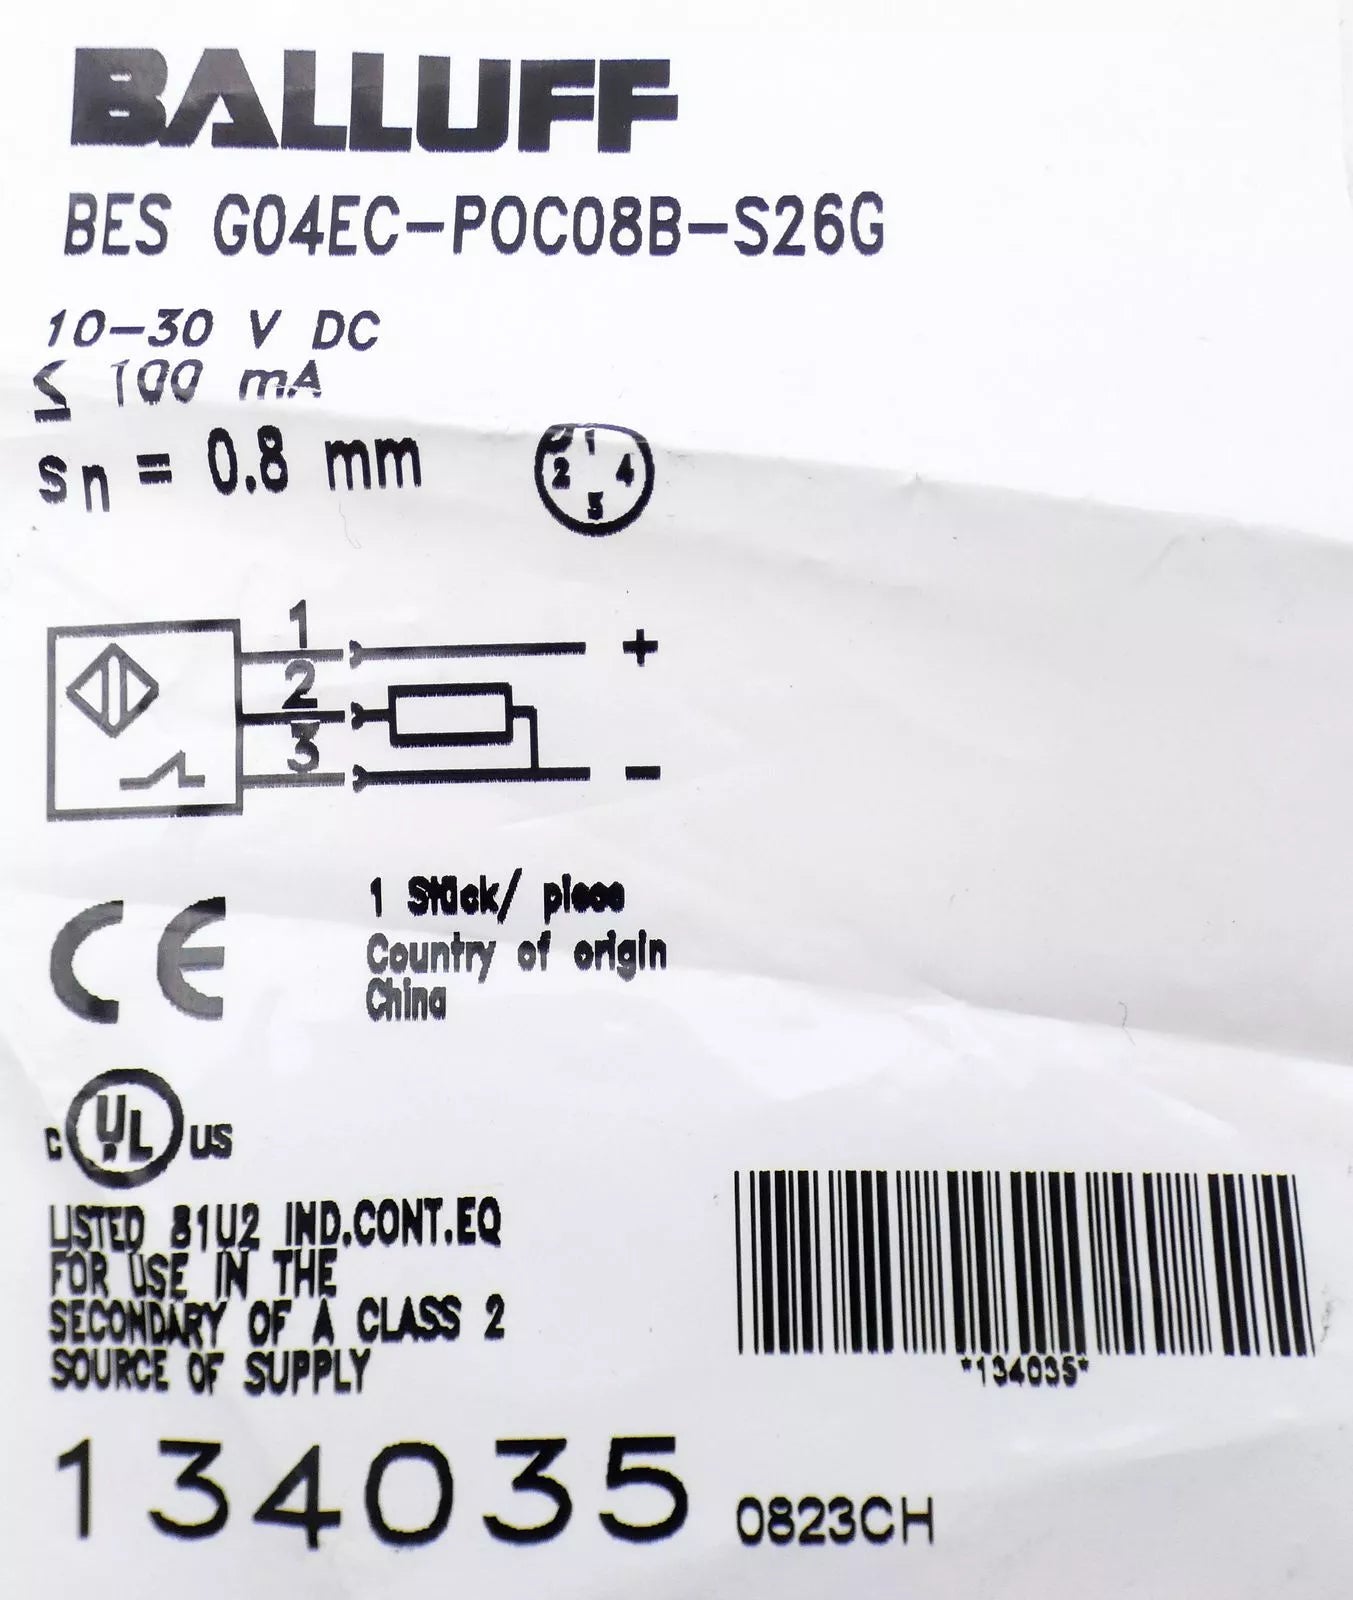 BALLUFF
BES G04EC-POC08B-S26G
10-30 V DC
≤ 100 mA
sn = 0.8 mm
1
2 4
3
1
+
2
3
-
CE
1 Stück/ piece
Country of origin
China
c UL US
LISTED 81U2 IND.CONT.EQ
FOR USE IN THE
SECONDARY OF A CLASS 2
SOURCE OF SUPPLY
*134035*
134035 0823CH